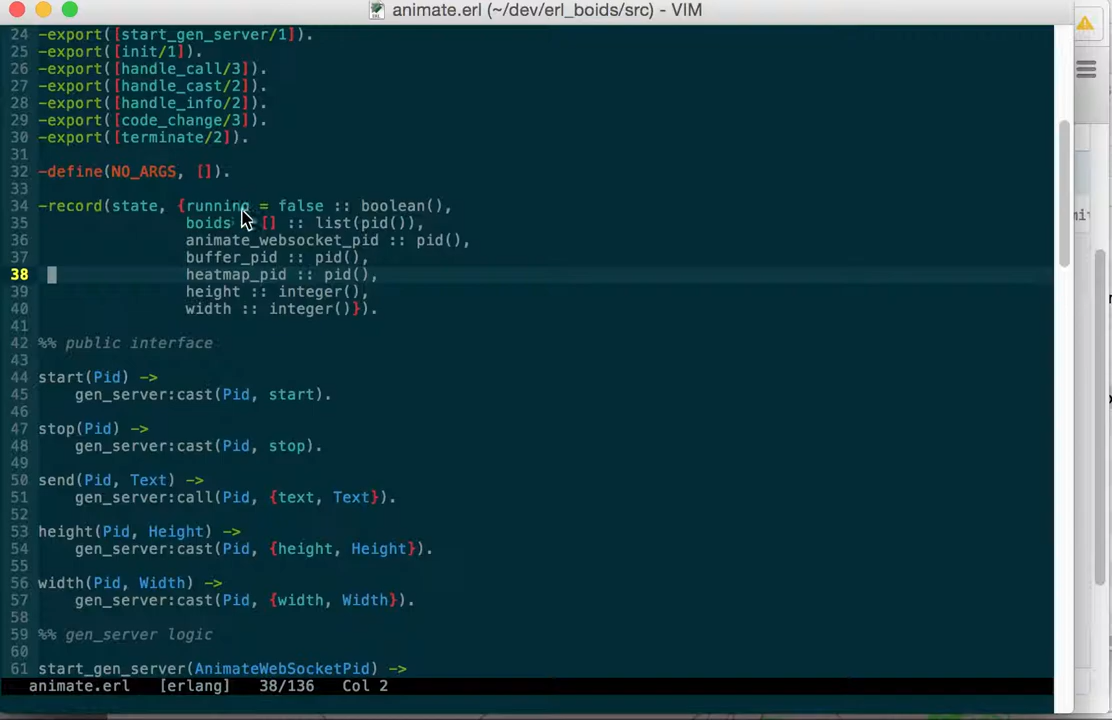 animate.erl (~/dev/erl_boids/src) - VIM
24 -export([start_gen_server/1]).
25 -export([init/1]).
26 -export([handle_call/3]).
27 -export([handle_cast/2]).
28 -export([handle_info/2]).
29 -export([code_change/3]).
30 -export([terminate/2]).
31
32 -define(NO_ARGS, []).
33
34 -record(state, {running = false :: boolean(),
35 boids [] :: list(pid()),
36 animate_websocket_pid :: pid(),
37 buffer_pid :: pid(),
38 heatmap_pid :: pid(),
39 height :: integer(),
40 width :: integer()}).
41
42 %% public interface
43
44 start(Pid) ->
45 gen_server:cast(Pid, start).
46
47 stop(Pid) ->
48 gen_server:cast(Pid, stop).
49
50 send(Pid, Text) ->
51 gen_server:call(Pid, {text, Text}).
52
53 height(Pid, Height) ->
54 gen_server:cast(Pid, {height, Height}).
55
56 width(Pid, Width) ->
57 gen_server:cast(Pid, {width, Width}).
58
59 %% gen_server logic
60
61 start_gen_server(AnimateWebSocketPid) ->
animate.erl [erlang] 38/136 Col 2